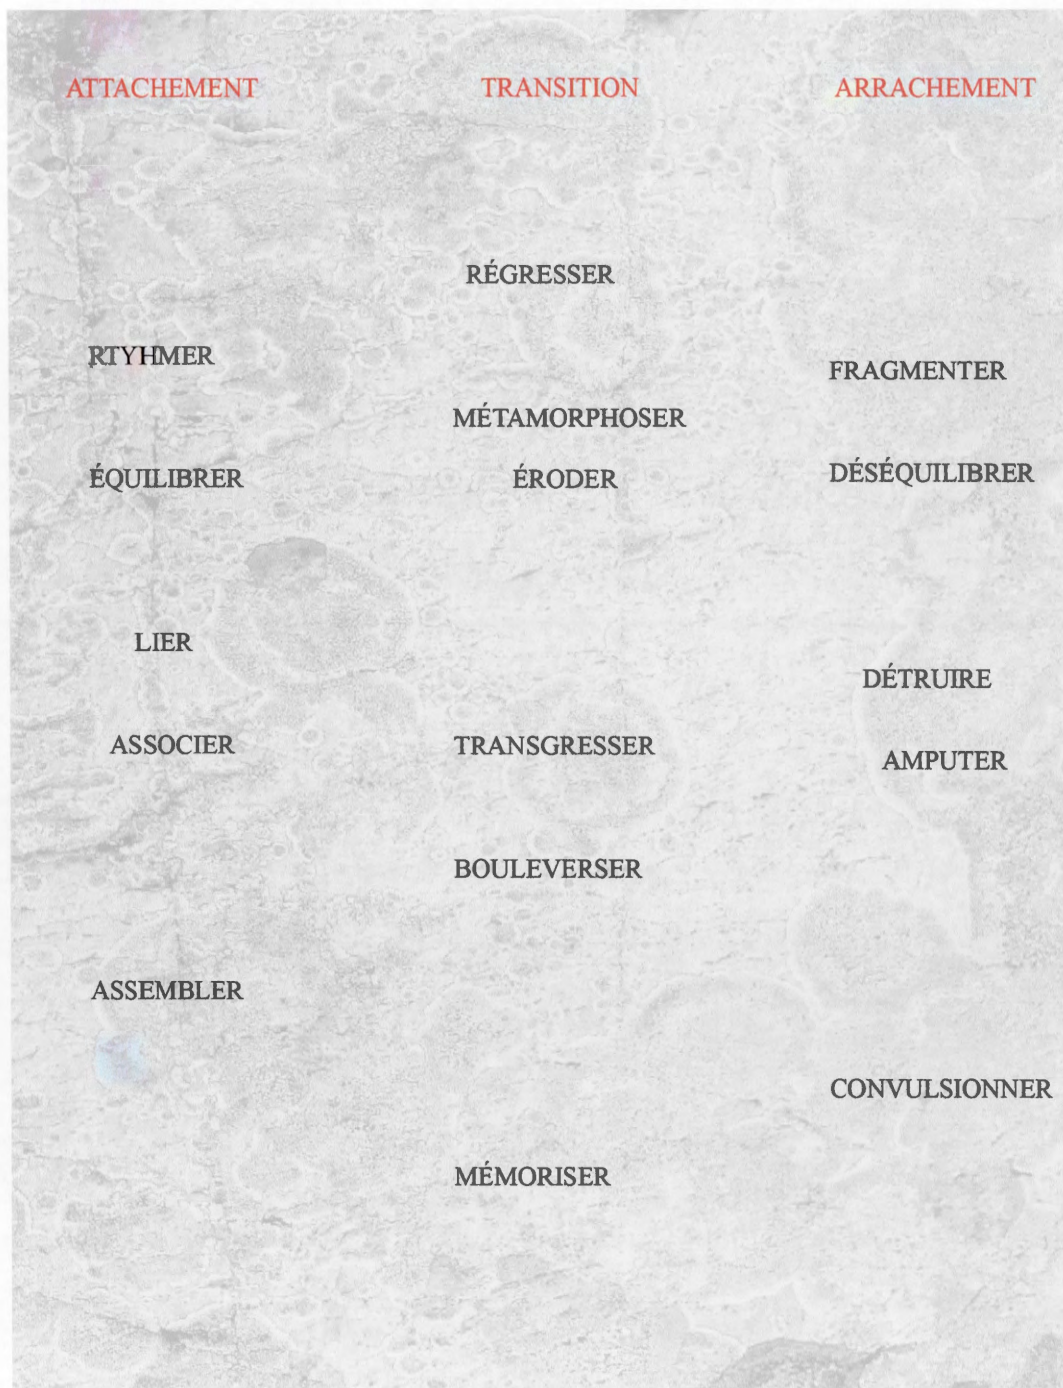 ATTACHEMENT TRANSITION ARRACHEMENT
RÉGRESSER
RTYHMER
FRAGMENTER
MÉTAMORPHOSER
ÉQUILIBRER ÉRODER DÉSÉQUILIBRER
LIER
DÉTRUIRE
ASSOCIER TRANSGRESSER
AMPUTER
BOULEVERSER
ASSEMBLER
CONVULSIONNER
MÉMORISER